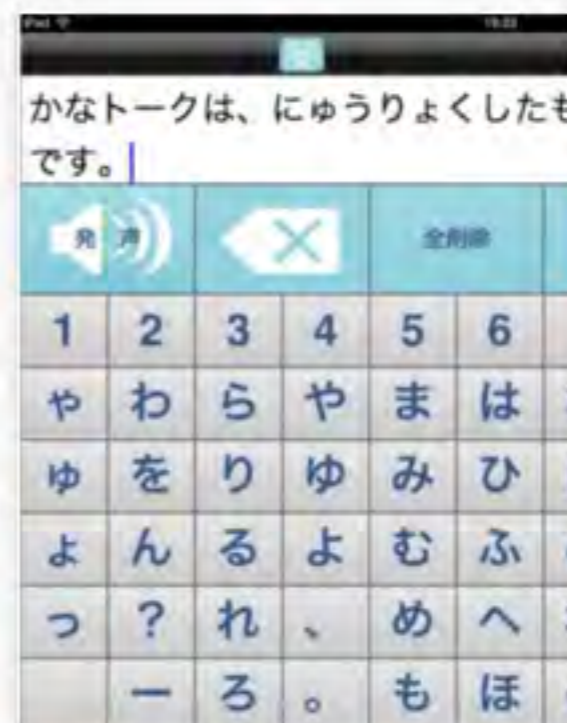 iPad
15:22
かなトークは、にゅうりょくしたも
です。
発声
全削除
1 2 3 4 5 6
ゃ わ ら や ま は
ゅ を り ゆ み ひ
ょ ん る よ む ふ
っ ? れ 、 め へ
ー ろ 。 も ほ